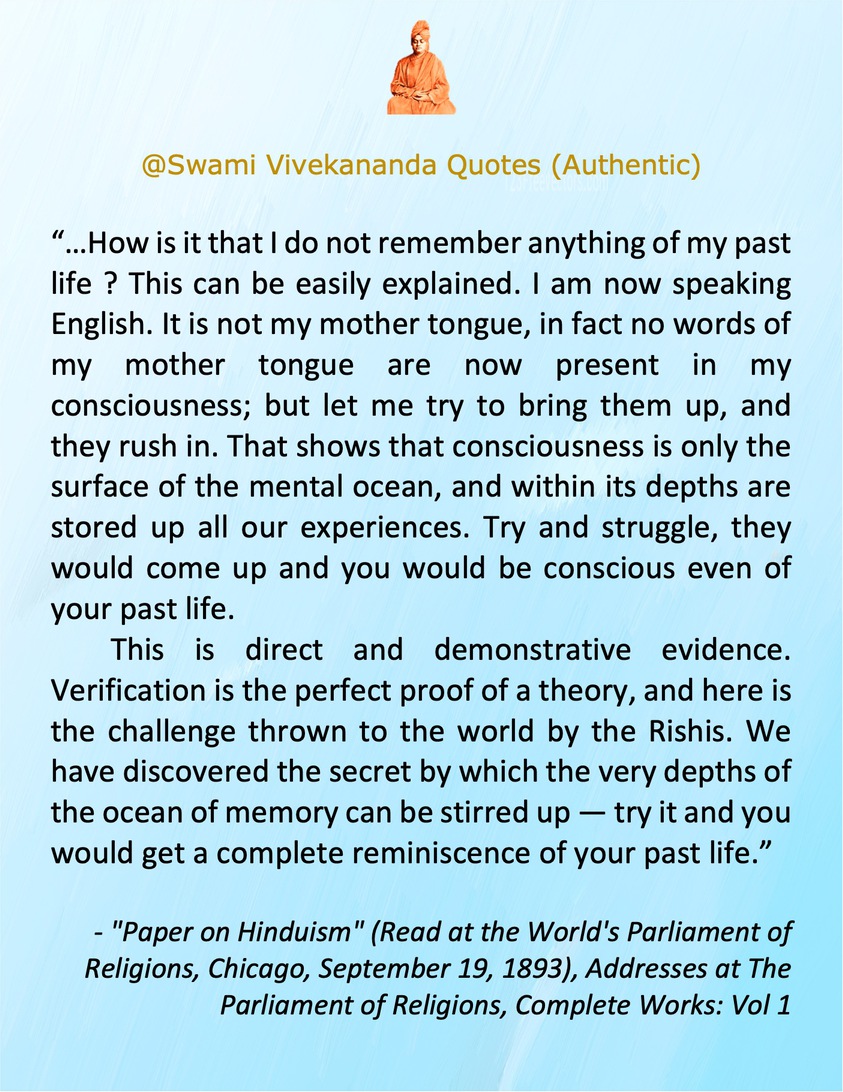 @Swami Vivekananda Quotes (Authentic)
“...How is it that I do not remember anything of my past
life ? This can be easily explained. I am now speaking
English. It is not my mother tongue, in fact no words of
my mother tongue are now present in my
consciousness; but let me try to bring them up, and
they rush in. That shows that consciousness is only the
surface of the mental ocean, and within its depths are
stored up all our experiences. Try and struggle, they
would come up and you would be conscious even of
your past life.
This is direct and demonstrative evidence.
Verification is the perfect proof of a theory, and here is
the challenge thrown to the world by the Rishis. We
have discovered the secret by which the very depths of
the ocean of memory can be stirred up — try it and you
would get a complete reminiscence of your past life.”
- "Paper on Hinduism" (Read at the World's Parliament of
Religions, Chicago, September 19, 1893), Addresses at The
Parliament of Religions, Complete Works: Vol 1